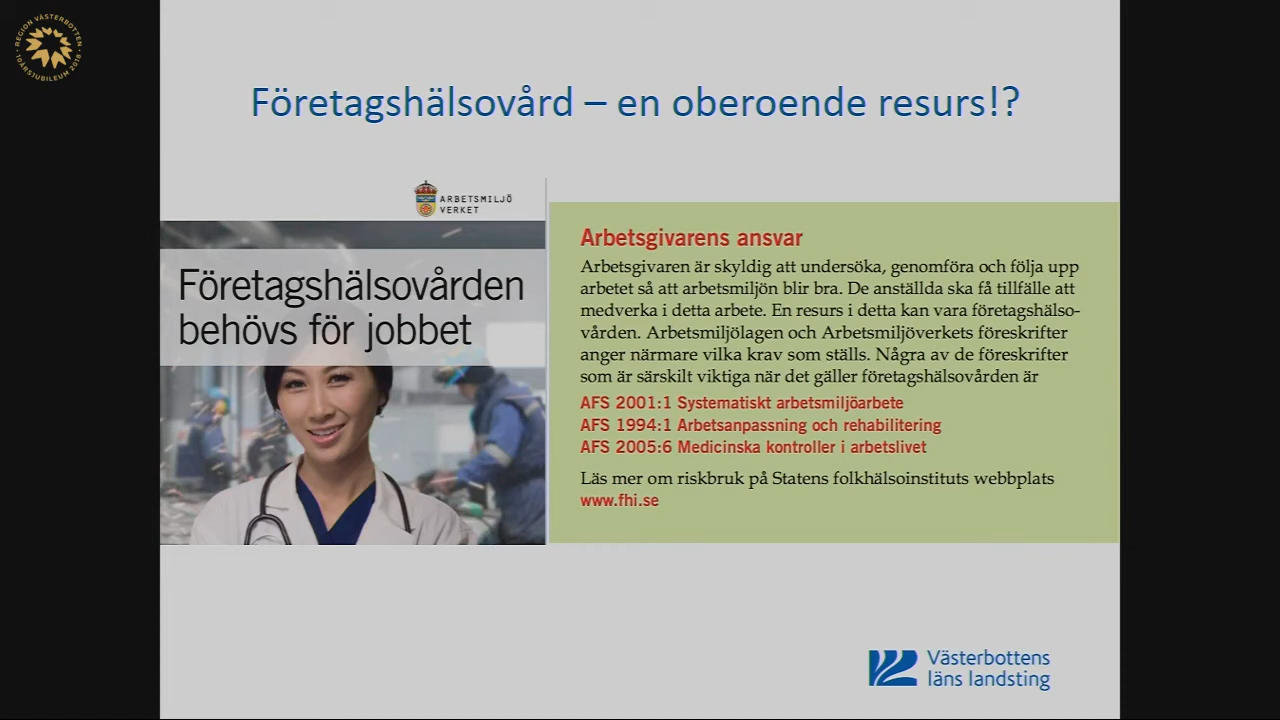 REGION VÄSTERBOTTEN
10ÅRSJUBILEUM 2018
Företagshälsovård – en oberoende resurs!?
ARBETSMILJÖ
VERKET
Företagshälsovården
behövs för jobbet
Arbetsgivarens ansvar
Arbetsgivaren är skyldig att undersöka, genomföra och följa upp
arbetet så att arbetsmiljön blir bra. De anställda ska få tillfälle att
medverka i detta arbete. En resurs i detta kan vara företagshälso-
vården. Arbetsmiljölagen och Arbetsmiljöverkets föreskrifter
anger närmare vilka krav som ställs. Några av de föreskrifter
som är särskilt viktiga när det gäller företagshälsovården är
AFS 2001:1 Systematiskt arbetsmiljöarbete
AFS 1994:1 Arbetsanpassning och rehabilitering
AFS 2005:6 Medicinska kontroller i arbetslivet
Läs mer om riskbruk på Statens folkhälsoinstituts webbplats
www.fhi.se
Västerbottens
läns landsting